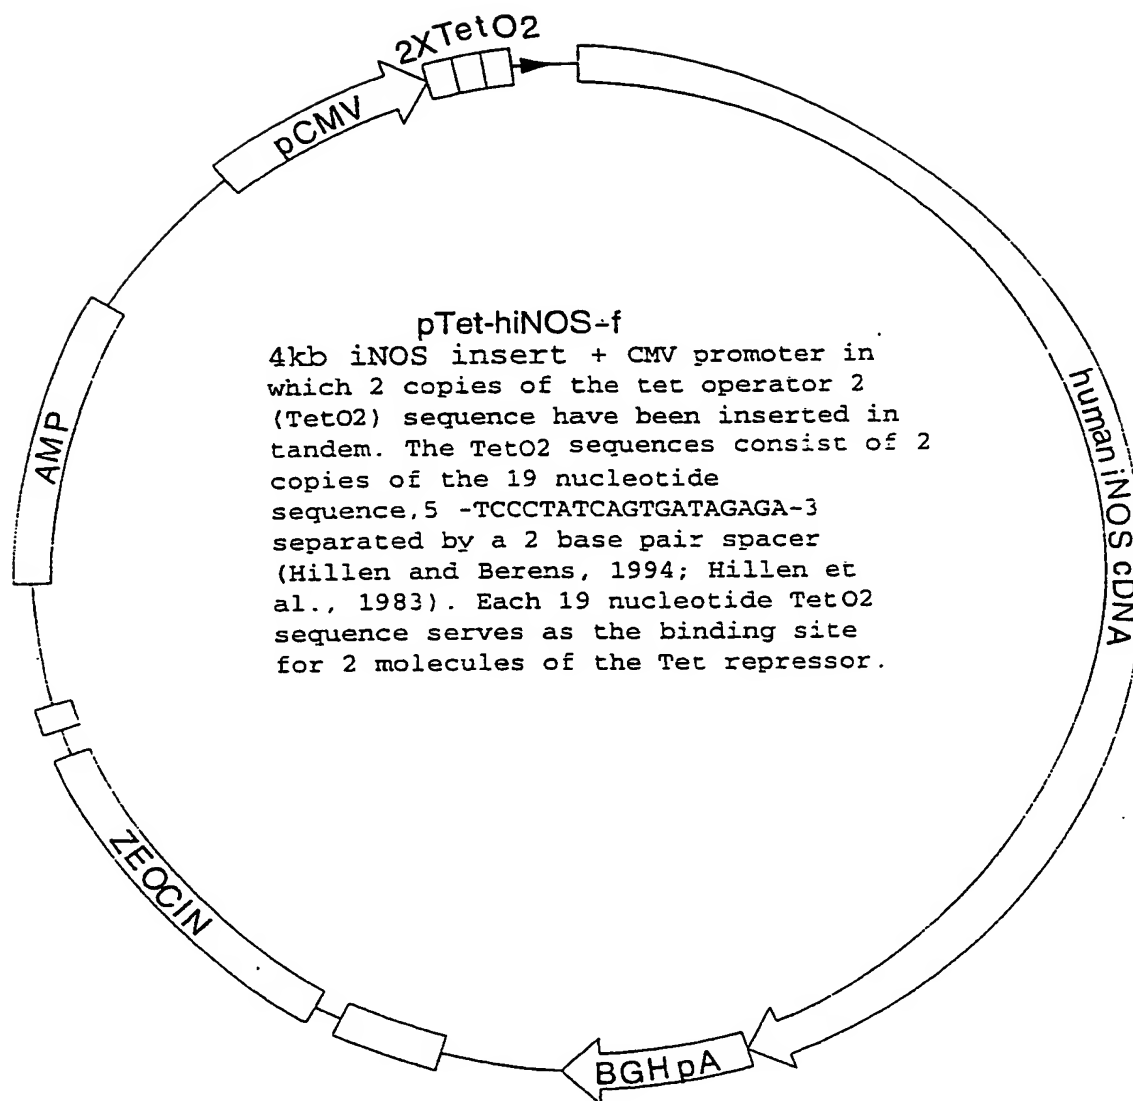 2XTetO2
pCMV
pTet-hiNOS-f
4kb iNOS insert + CMV promoter in
which 2 copies of the tet operator 2
(TetO2) sequence have been inserted in
tandem. The TetO2 sequences consist of 2
copies of the 19 nucleotide
sequence,5 -TCCCTATCAGTGATAGAGA-3
separated by a 2 base pair spacer
(Hillen and Berens, 1994; Hillen et
al., 1983). Each 19 nucleotide TetO2
sequence serves as the binding site
for 2 molecules of the Tet repressor.
human iNOS cDNA
AMP
ZEOCIN
BGHpA